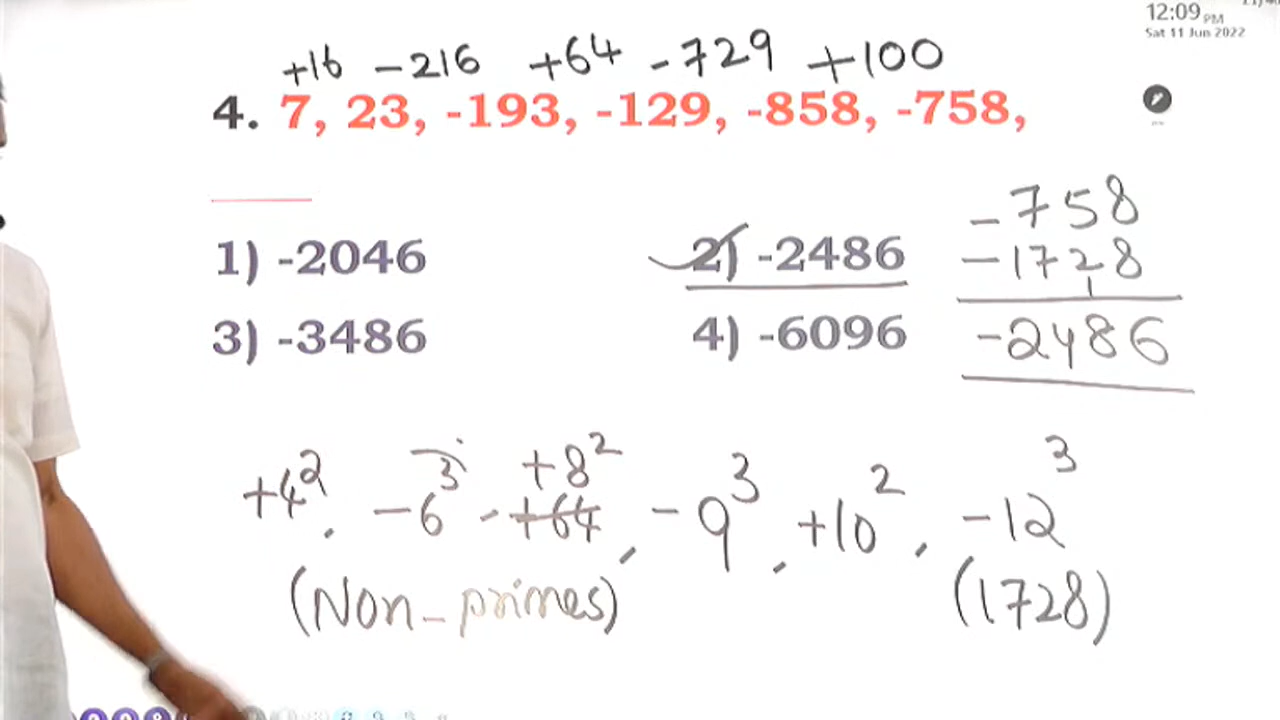 12:09 PM
Sat 11 Jun 2022
+16 -216 +64 -729 +100
4. 7, 23, -193, -129, -858, -758,
1) -2046
2) -2486
3) -3486
4) -6096
-758
-1728
1
-2486
+4², -6³, +64 +8², -9³, +10², -12³
(Non-primes) (1728)